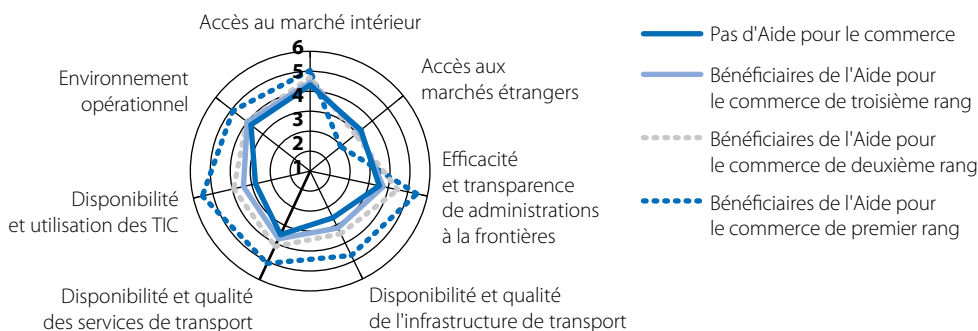 Accès au marché intérieur
6
5
4
3
2
1
Accès aux
marchés étrangers
Efficacité
et transparence
de administrations
à la frontières
Disponibilité et qualité
de l'infrastructure de transport
Disponibilité et qualité
des services de transport
Disponibilité
et utilisation des TIC
Environnement
opérationnel
Pas d'Aide pour le commerce
Bénéficiaires de l'Aide pour
le commerce de troisième rang
Bénéficiaires de l'Aide pour
le commerce de deuxième rang
Bénéficiaires de l'Aide pour
le commerce de premier rang